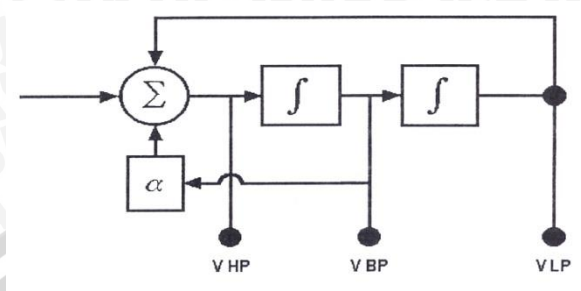 Σ ∫ ∫
α
V HP V BP V LP